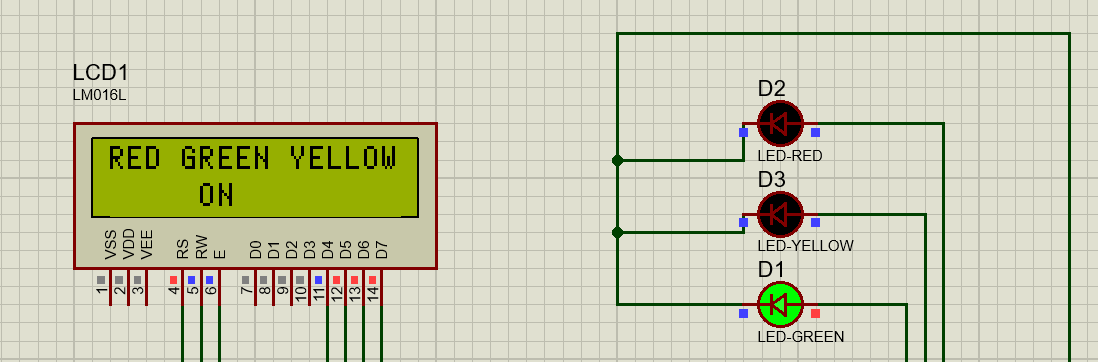 LCD1
LM016L
RED GREEN YELLOW
ON
VSS
VDD
VEE
RS
RW
E
D0
D1
D2
D3
D4
D5
D6
D7
1
2
3
4
5
6
7
8
9
10
11
12
13
14
D2
LED-RED
D3
LED-YELLOW
D1
LED-GREEN